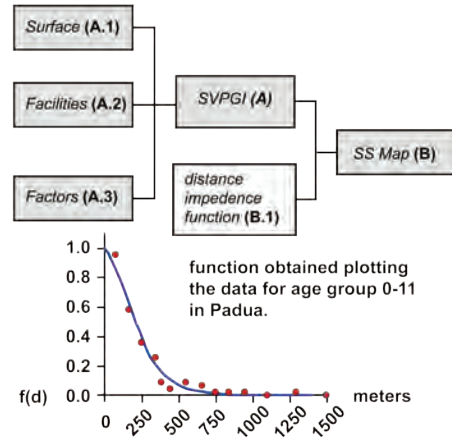 Surface (A.1)
Facilities (A.2)
SVPGI (A)
SS Map (B)
Factors (A.3)
distance
impedence
function (B.1)
function obtained plotting
the data for age group 0-11
in Padua.
1.0
0.8
0.6
0.4
0.2
0.0
f(d)
meters
0
250
500
750
1000
1250
1500